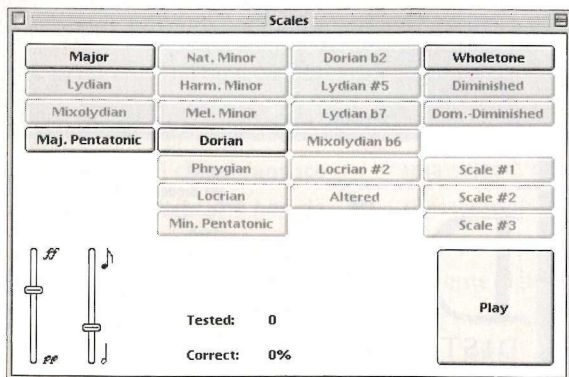 Scales
Major Nat. Minor Dorian b2 Wholetone
Lydian Harm. Minor Lydian #5 Diminished
Mixolydian Mel. Minor Lydian b7 Dom.-Diminished
Maj. Pentatonic Dorian Mixolydian b6
Phrygian Locrian #2 Scale #1
Locrian Altered Scale #2
Min. Pentatonic Scale #3
ff
Play
Tested: 0
pp Correct: 0%